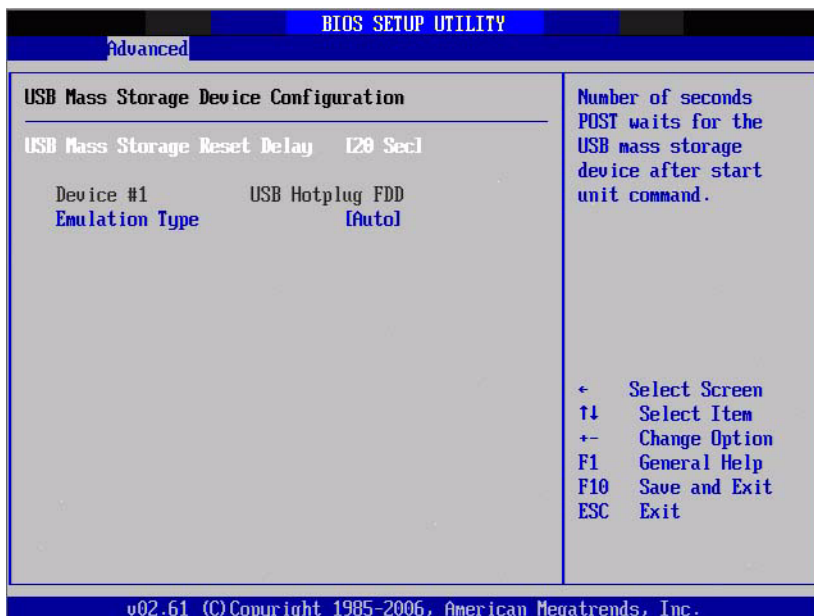 BIOS SETUP UTILITY
Advanced
USB Mass Storage Device Configuration
USB Mass Storage Reset Delay [20 Sec]
Device #1 USB Hotplug FDD
Emulation Type [Auto]
Number of seconds
POST waits for the
USB mass storage
device after start
unit command.
← Select Screen
↑↓ Select Item
+- Change Option
F1 General Help
F10 Save and Exit
ESC Exit
v02.61 (C)Copyright 1985-2006, American Megatrends, Inc.